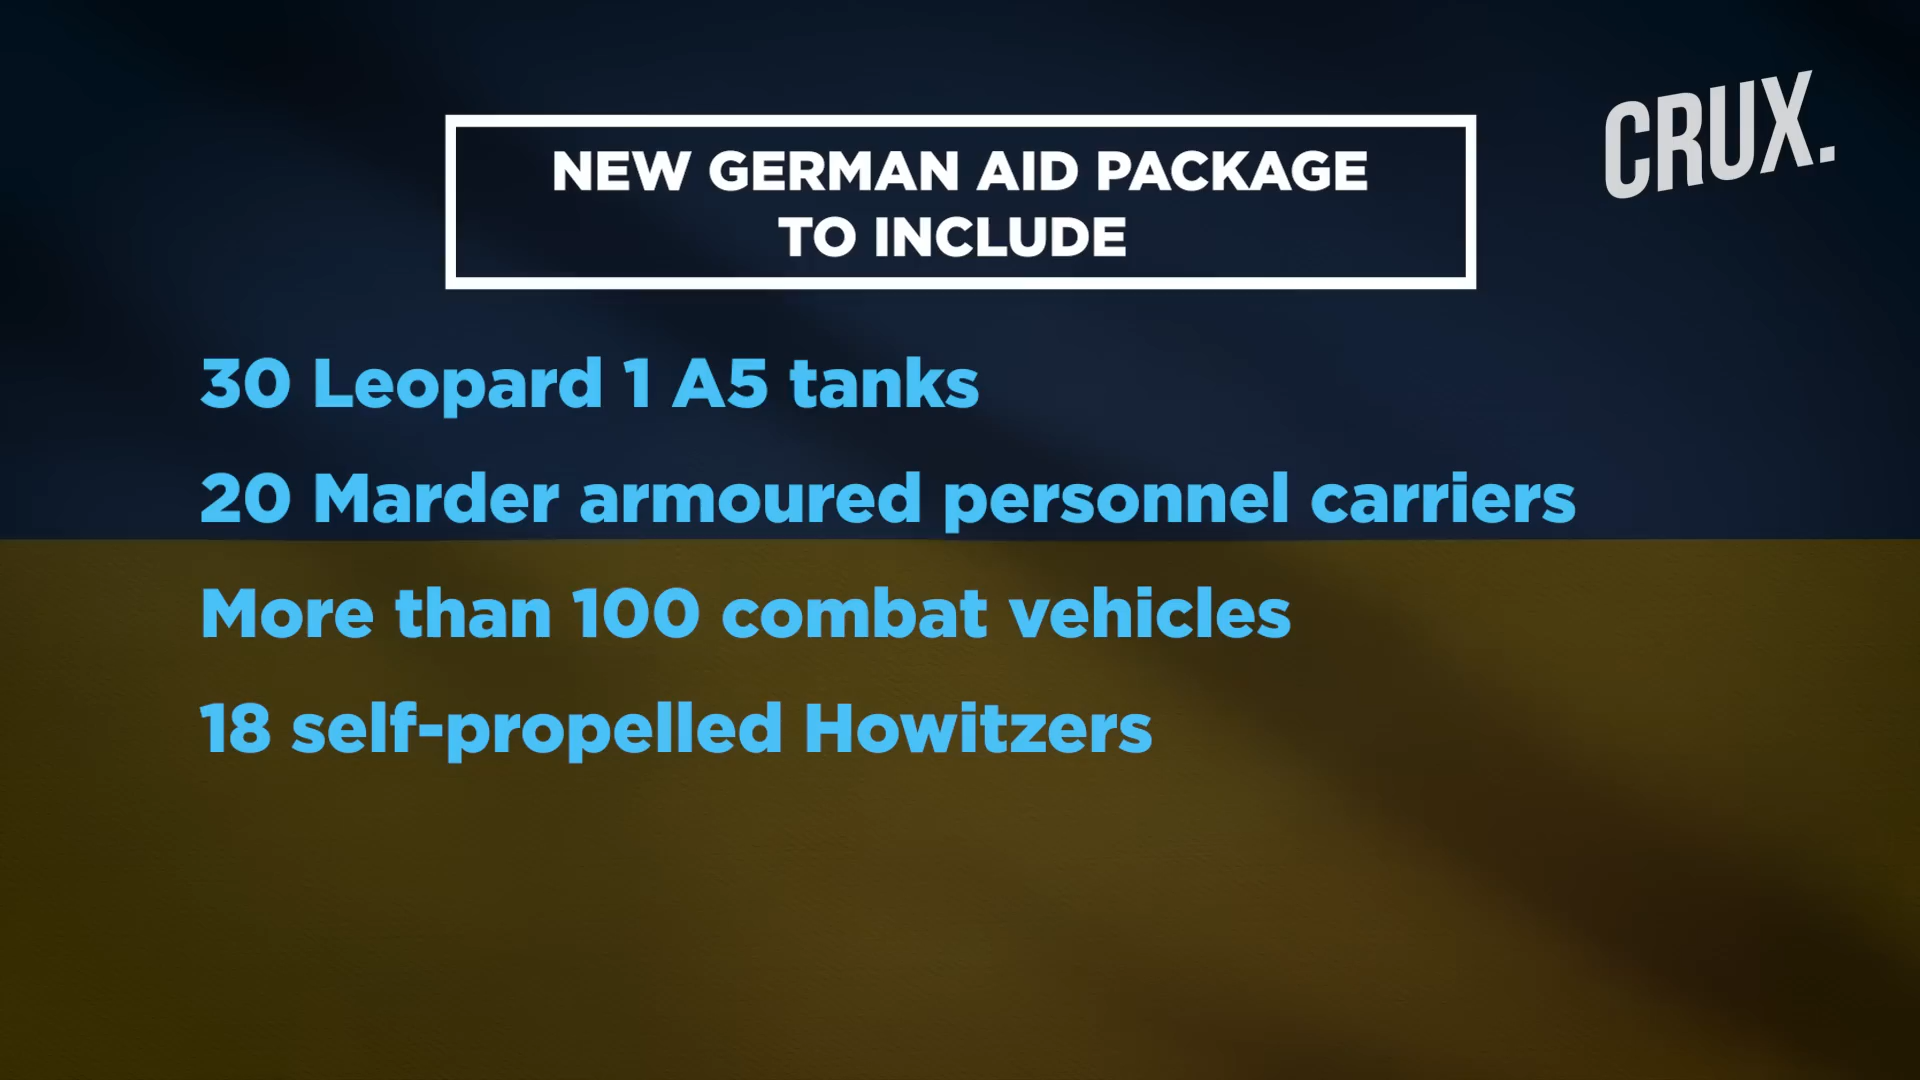 CRUX.
NEW GERMAN AID PACKAGE
TO INCLUDE
30 Leopard 1 A5 tanks
20 Marder armoured personnel carriers
More than 100 combat vehicles
18 self-propelled Howitzers